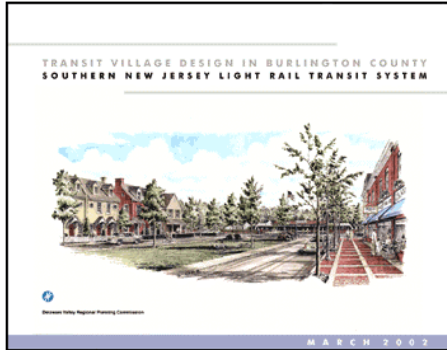 TRANSIT VILLAGE DESIGN IN BURLINGTON COUNTY
SOUTHERN NEW JERSEY LIGHT RAIL TRANSIT SYSTEM
Delaware Valley Regional Planning Commission
MARCH 2002